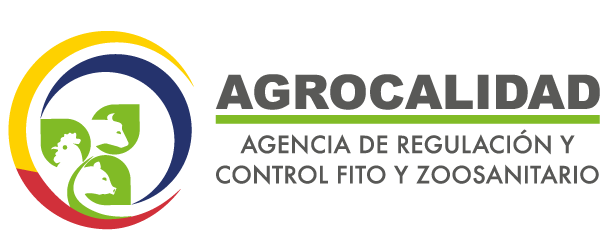 AGROCALIDAD
AGENCIA DE REGULACIÓN Y
CONTROL FITO Y ZOOSANITARIO